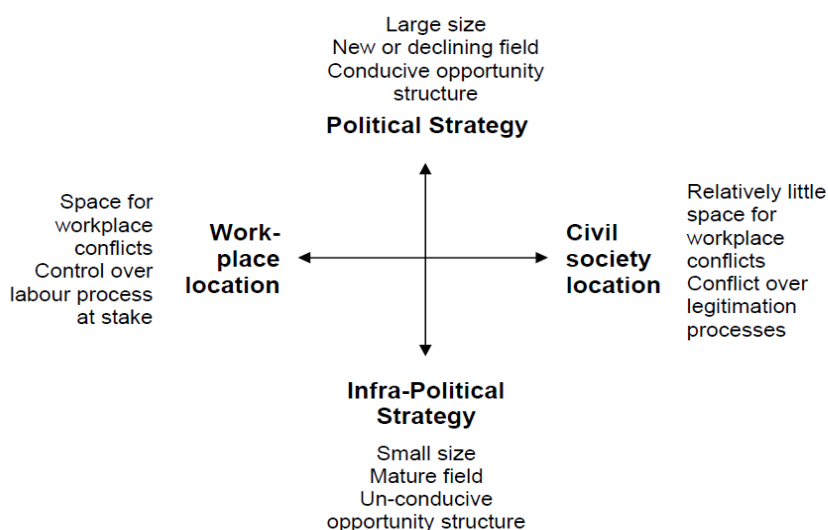 Large size
New or declining field
Conducive opportunity
structure
Political Strategy
Space for
workplace
conflicts
Control over
labour process
at stake
Work-
place
location
Civil
society
location
Relatively little
space for
workplace
conflicts
Conflict over
legitimation
processes
Infra-Political
Strategy
Small size
Mature field
Un-conducive
opportunity structure